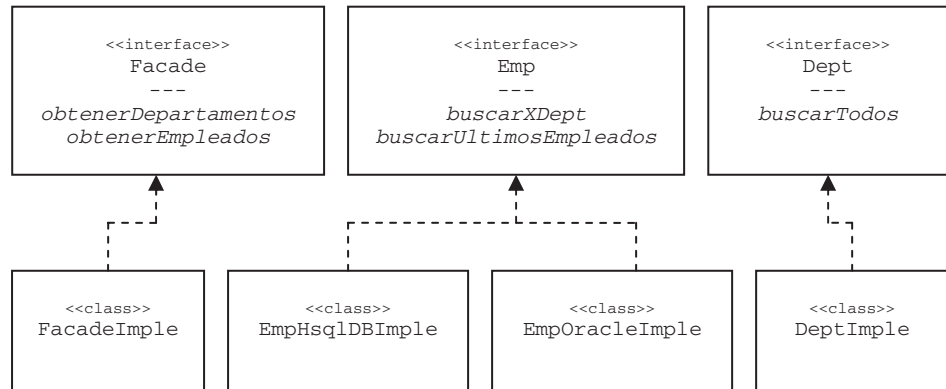 <<interface>>
Facade
---
obtenerDepartamentos
obtenerEmpleados
<<interface>>
Emp
---
buscarXDept
buscarUltimosEmpleados
<<interface>>
Dept
---
buscarTodos
<<class>>
FacadeImple
<<class>>
EmpHsqlDBImple
<<class>>
EmpOracleImple
<<class>>
DeptImple